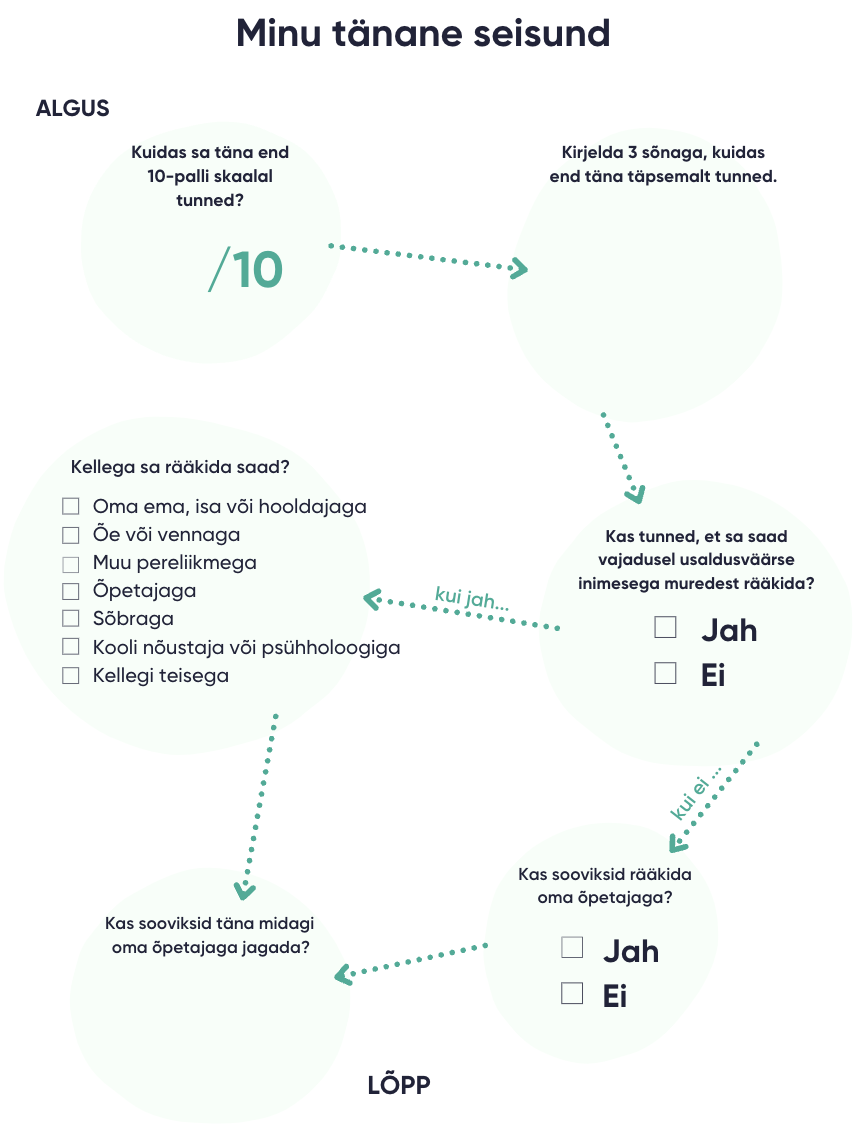 Minu tänane seisund
ALGUS
Kuidas sa täna end
10-palli skaalal
tunned?
/10
Kirjelda 3 sõnaga, kuidas
end täna täpsemalt tunned.
Kas tunned, et sa saad
vajadusel usaldusväärse
inimesega muredest rääkida?
Jah
Ei
kui jah...
Kellega sa rääkida saad?
Oma ema, isa või hooldajaga
Õe või vennaga
Muu pereliikmega
Õpetajaga
Sõbraga
Kooli nõustaja või psühholoogiga
Kellegi teisega
kui ei ...
Kas sooviksid rääkida
oma õpetajaga?
Jah
Ei
Kas sooviksid täna midagi
oma õpetajaga jagada?
LÕPP